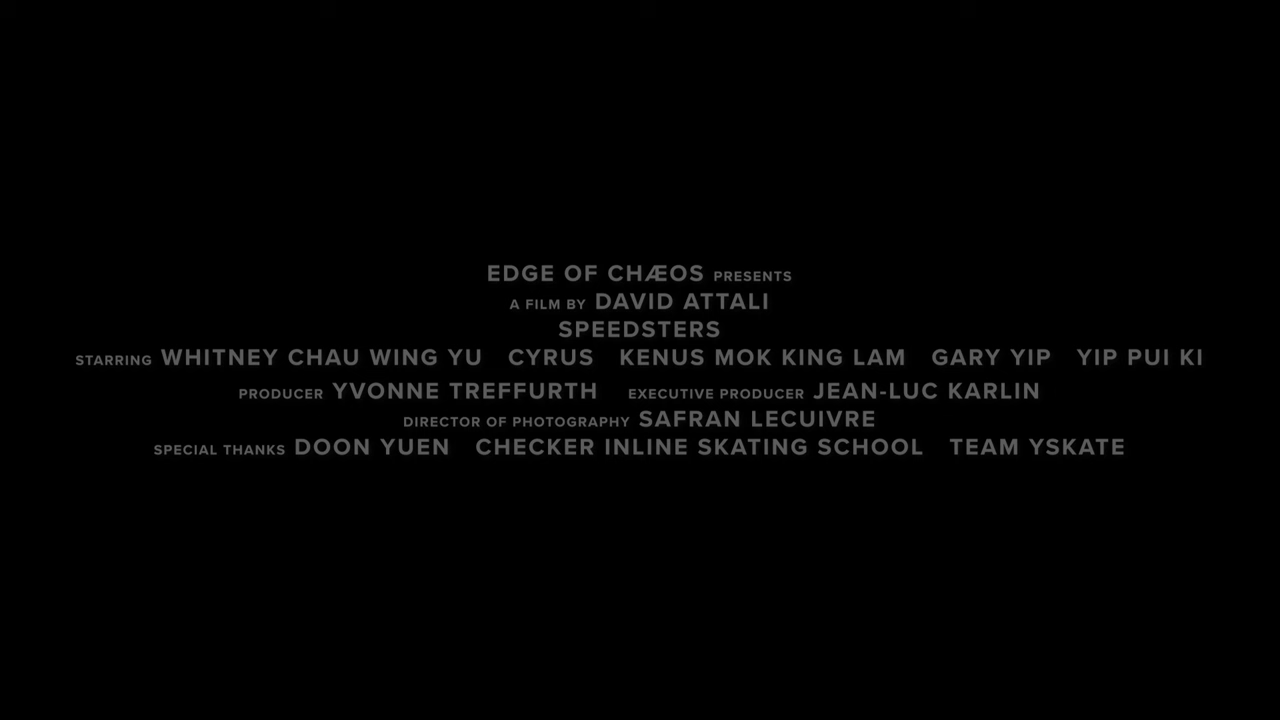 EDGE OF CHÆOS PRESENTS
A FILM BY DAVID ATTALI
SPEEDSTERS
STARRING WHITNEY CHAU WING YU CYRUS KENUS MOK KING LAM GARY YIP YIP PUI KI
PRODUCER YVONNE TREFFURTH EXECUTIVE PRODUCER JEAN-LUC KARLIN
DIRECTOR OF PHOTOGRAPHY SAFRAN LECUIVRE
SPECIAL THANKS DOON YUEN CHECKER INLINE SKATING SCHOOL TEAM YSKATE